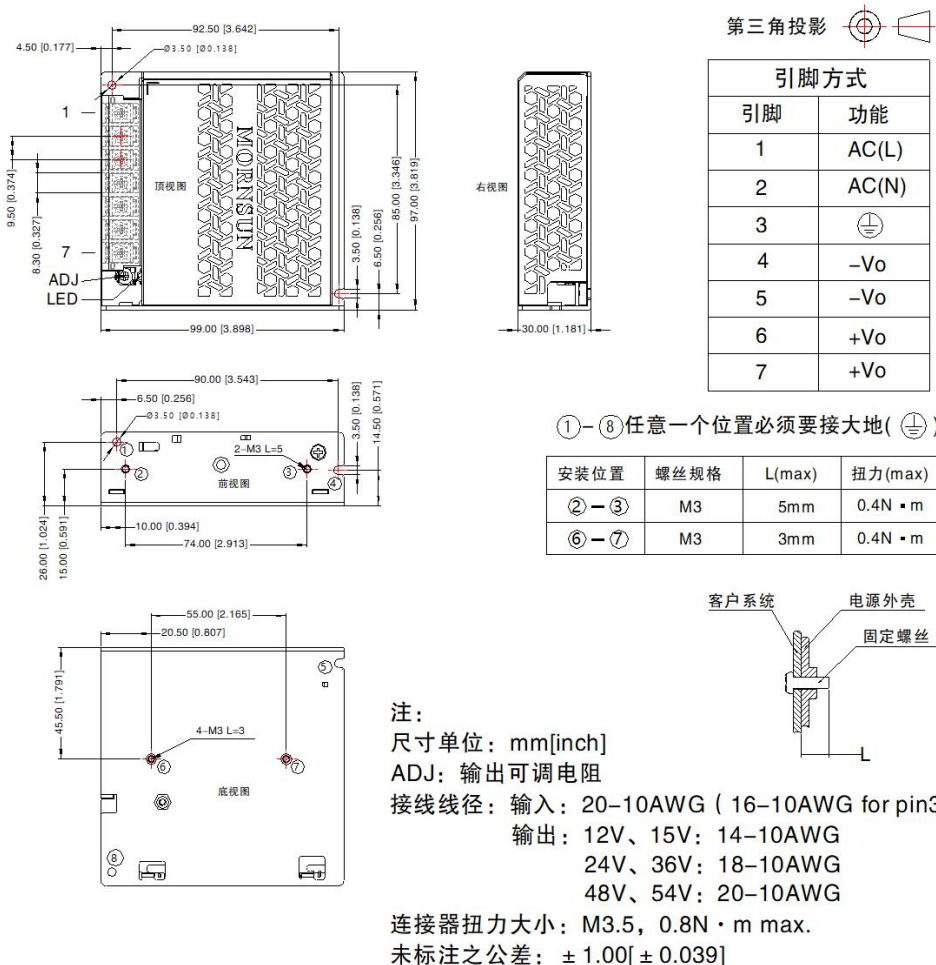 第三角投影
92.50 [3.642]
4.50 [0.177]
Ø3.50 [Ø0.138]
1
7
ADJ
LED
9.50 [0.374]
8.30 [0.327]
顶视图
MORNSUN
3.50 [0.138]
6.50 [0.256]
85.00 [3.346]
97.00 [3.819]
99.00 [3.898]
右视图
30.00 [1.181]
引脚方式
引脚 功能
1 AC(L)
2 AC(N)
3 ⏚
4 –Vo
5 –Vo
6 +Vo
7 +Vo
90.00 [3.543]
6.50 [0.256]
Ø3.50 [Ø0.138]
2–M3 L=5
①
②
③
④
前视图
3.50 [0.138]
14.50 [0.571]
10.00 [0.394]
74.00 [2.913]
26.00 [1.024]
15.00 [0.591]
①–⑧任意一个位置必须要接大地( ⏚ )
安装位置 螺丝规格 L(max) 扭力(max)
②–③ M3 5mm 0.4N▪m
⑥–⑦ M3 3mm 0.4N▪m
55.00 [2.165]
20.50 [0.807]
45.50 [1.791]
4–M3 L=3
⑤
⑥
⑦
⑧
底视图
客户系统
电源外壳
固定螺丝
L
注：
尺寸单位：mm[inch]
ADJ：输出可调电阻
接线线径：输入：20–10AWG（16–10AWG for pin3
输出：12V、15V：14–10AWG
24V、36V：18–10AWG
48V、54V：20–10AWG
连接器扭力大小：M3.5，0.8N·m max.
未标注之公差：±1.00[±0.039]